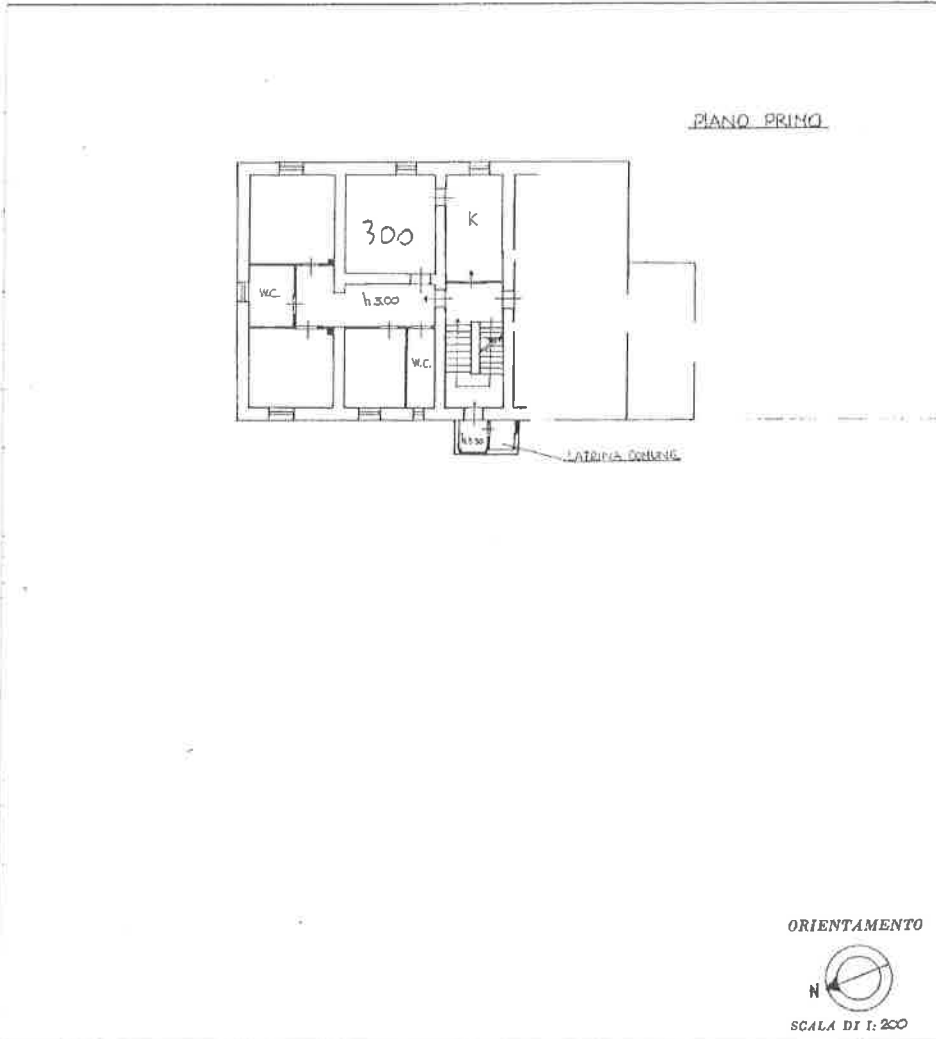 PIANO PRIMO
300
K
W.C.
h 3.00
W.C.
LATRINA COMUNE
ORIENTAMENTO
N
SCALA DI 1:200